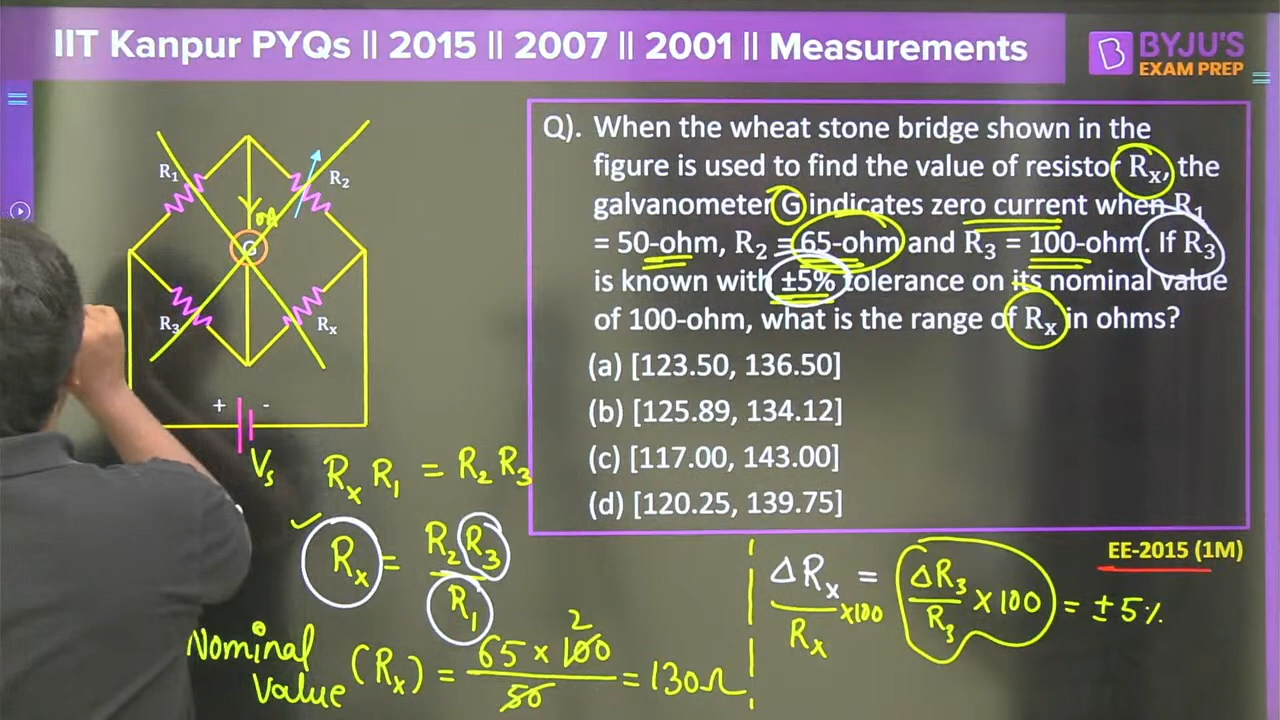 IIT Kanpur PYQs || 2015 || 2007 || 2001 || Measurements
BYJU'S
EXAM PREP
Q). When the wheat stone bridge shown in the
figure is used to find the value of resistor Rₓ, the
galvanometer G indicates zero current when R₁
= 50-ohm, R₂ = 65-ohm and R₃ = 100-ohm. If R₃
is known with ±5% tolerance on its nominal value
of 100-ohm, what is the range of Rₓ in ohms?
(a) [123.50, 136.50]
(b) [125.89, 134.12]
(c) [117.00, 143.00]
(d) [120.25, 139.75]
EE-2015 (1M)
R₁
R₂
0A
G
R₃
Rₓ
+ -
Vs
Rₓ R₁ = R₂ R₃
Rₓ = R₂ R₃ / R₁
Nominal Value (Rₓ) = 65 × 100 / 50 = 130Ω
2
ΔRₓ / Rₓ ×100 = ΔR₃ / R₃ × 100 = ± 5%